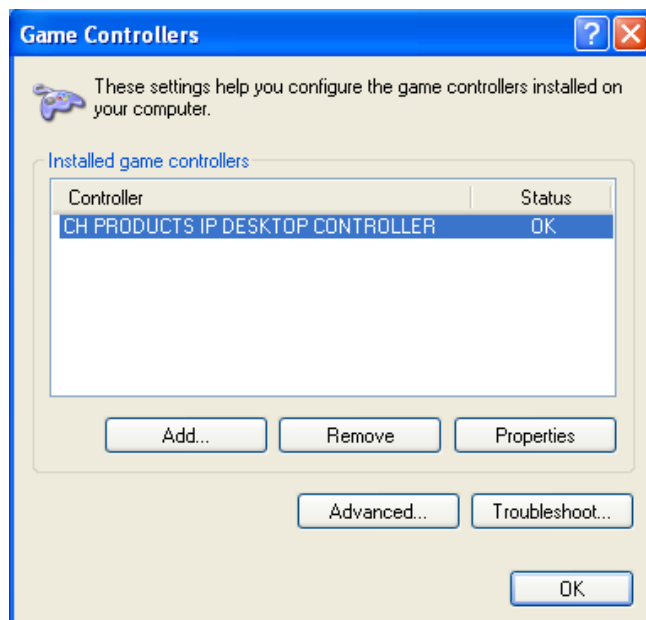 Game Controllers
These settings help you configure the game controllers installed on
your computer.
Installed game controllers
Controller Status
CH PRODUCTS IP DESKTOP CONTROLLER OK
Add... Remove Properties
Advanced... Troubleshoot...
OK